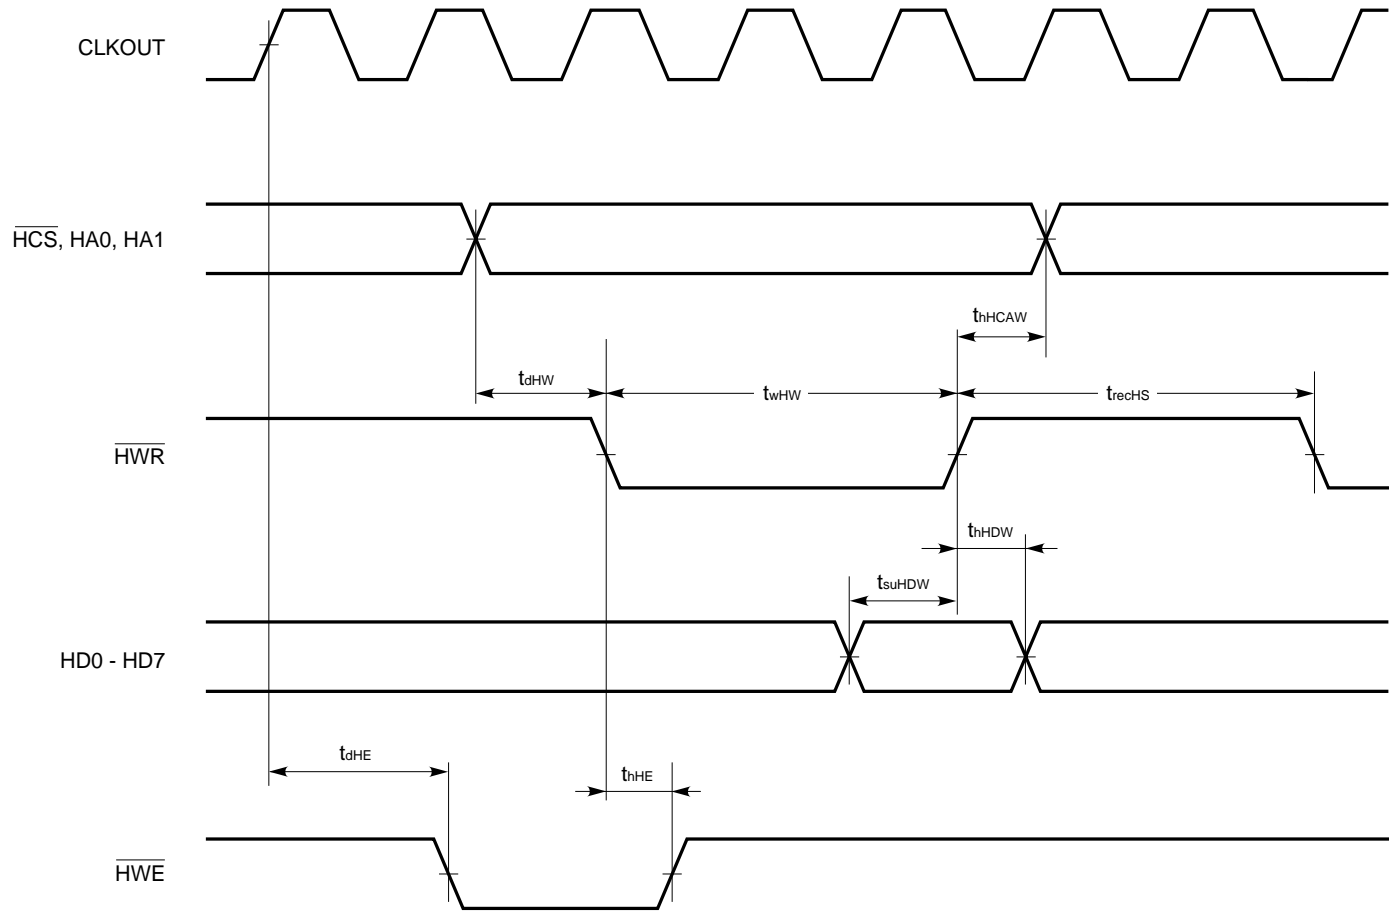 CLKOUT
HCS, HA0, HA1
thHCAW
tdHW
twHW
trecHS
HWR
thHDW
tsuHDW
HD0 - HD7
tdHE
thHE
HWE